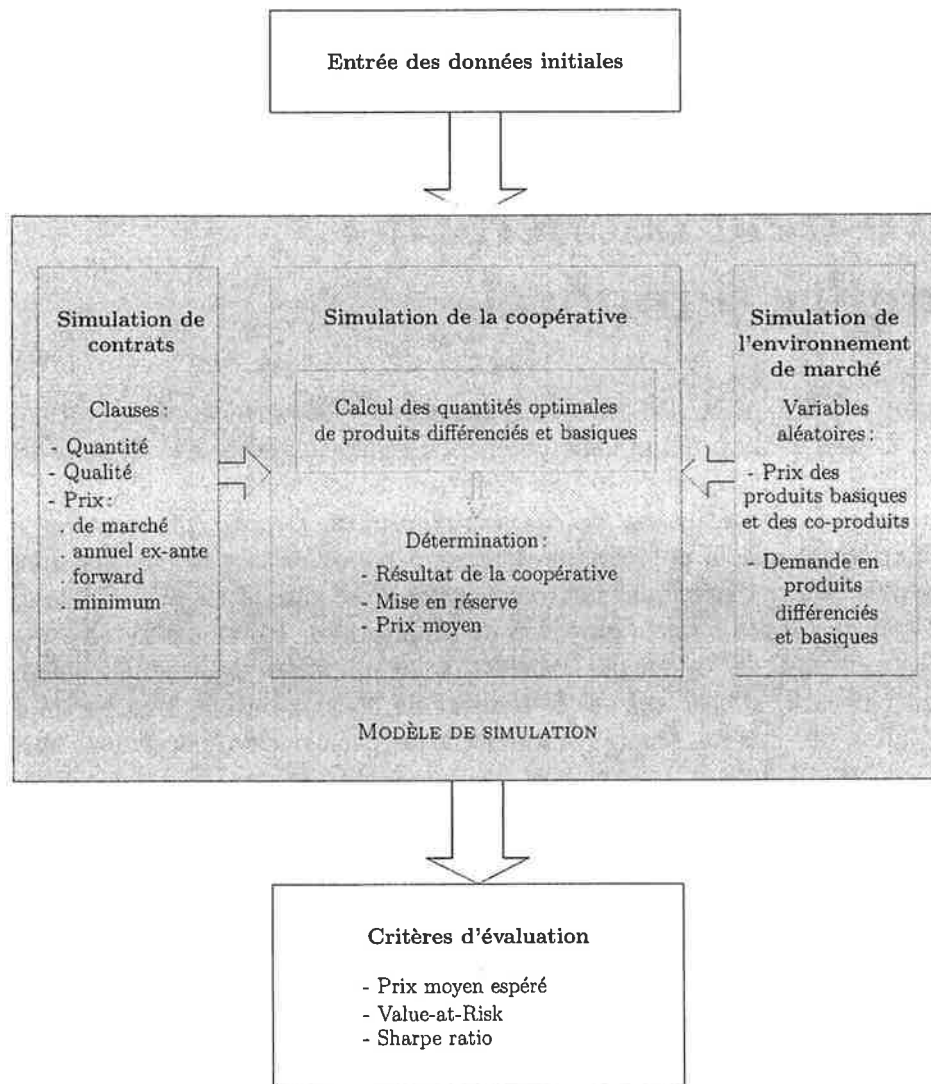 Entrée des données initiales
Simulation de
contrats
Clauses :
- Quantité
- Qualité
- Prix :
. de marché
. annuel ex-ante
. forward
. minimum
Simulation de la coopérative
Calcul des quantités optimales
de produits différenciés et basiques
Détermination :
- Résultat de la coopérative
- Mise en réserve
- Prix moyen
Simulation de
l'environnement
de marché
Variables
aléatoires :
- Prix des
produits basiques
et des co-produits
- Demande en
produits
différenciés
et basiques
MODÈLE DE SIMULATION
Critères d'évaluation
- Prix moyen espéré
- Value-at-Risk
- Sharpe ratio